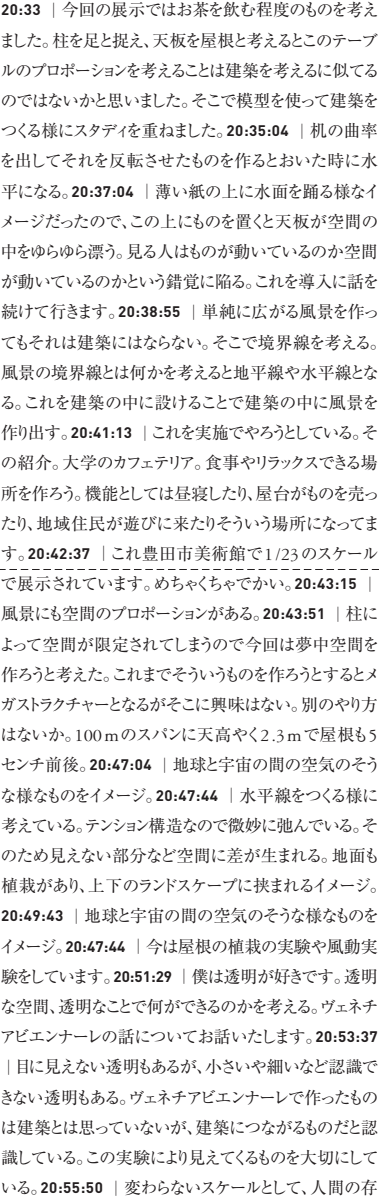 20:33 ｜今回の展示ではお茶を飲む程度のものを考え
ました。柱を足と捉え、天板を屋根と考えるとこのテーブ
ルのプロポーションを考えることは建築を考えるに似てる
のではないかと思いました。そこで模型を使って建築を
つくる様にスタディを重ねました。20:35:04 ｜机の曲率
を出してそれを反転させたものを作るとおいた時に水
平になる。20:37:04 ｜薄い紙の上に水面を踊る様なイ
メージだったので、この上にものを置くと天板が空間の
中をゆらゆら漂う。見る人はものが動いているのか空間
が動いているのかという錯覚に陥る。これを導入に話を
続けて行きます。20:38:55 ｜単純に広がる風景を作っ
てもそれは建築にはならない。そこで境界線を考える。
風景の境界線とは何かを考えると地平線や水平線とな
る。これを建築の中に設けることで建築の中に風景を
作り出す。20:41:13 ｜これを実施でやろうとしている。そ
の紹介。大学のカフェテリア。食事やリラックスできる場
所を作ろう。機能としては昼寝したり、屋台がものを売っ
たり、地域住民が遊びに来たりそういう場所になってま
す。20:42:37 ｜これ豊田市美術館で1/23のスケール
で展示されています。めちゃくちゃでかい。20:43:15 ｜
風景にも空間のプロポーションがある。20:43:51 ｜柱に
よって空間が限定されてしまうので今回は夢中空間を
作ろうと考えた。これまでそういうものを作ろうとするとメ
ガストラクチャーとなるがそこに興味はない。別のやり方
はないか。100mのスパンに天高やく2.3mで屋根も5
センチ前後。20:47:04 ｜地球と宇宙の間の空気のそう
な様なものをイメージ。20:47:44 ｜水平線をつくる様に
考えている。テンション構造なので微妙に弛んでいる。そ
のため見えない部分など空間に差が生まれる。地面も
植栽があり、上下のランドスケープに挟まれるイメージ。
20:49:43 ｜地球と宇宙の間の空気のそうな様なものを
イメージ。20:47:44 ｜今は屋根の植栽の実験や風動実
験をしています。20:51:29 ｜僕は透明が好きです。透明
な空間、透明なことで何ができるのかを考える。ヴェネチ
アビエンナーレの話についてお話いたします。20:53:37
｜目に見えない透明もあるが、小さいや細いなど認識で
きない透明もある。ヴェネチアビエンナーレで作ったもの
は建築とは思っていないが、建築につながるものだと認
識している。この実験により見えてくるものを大切にして
いる。20:55:50 ｜変わらないスケールとして、人間の存